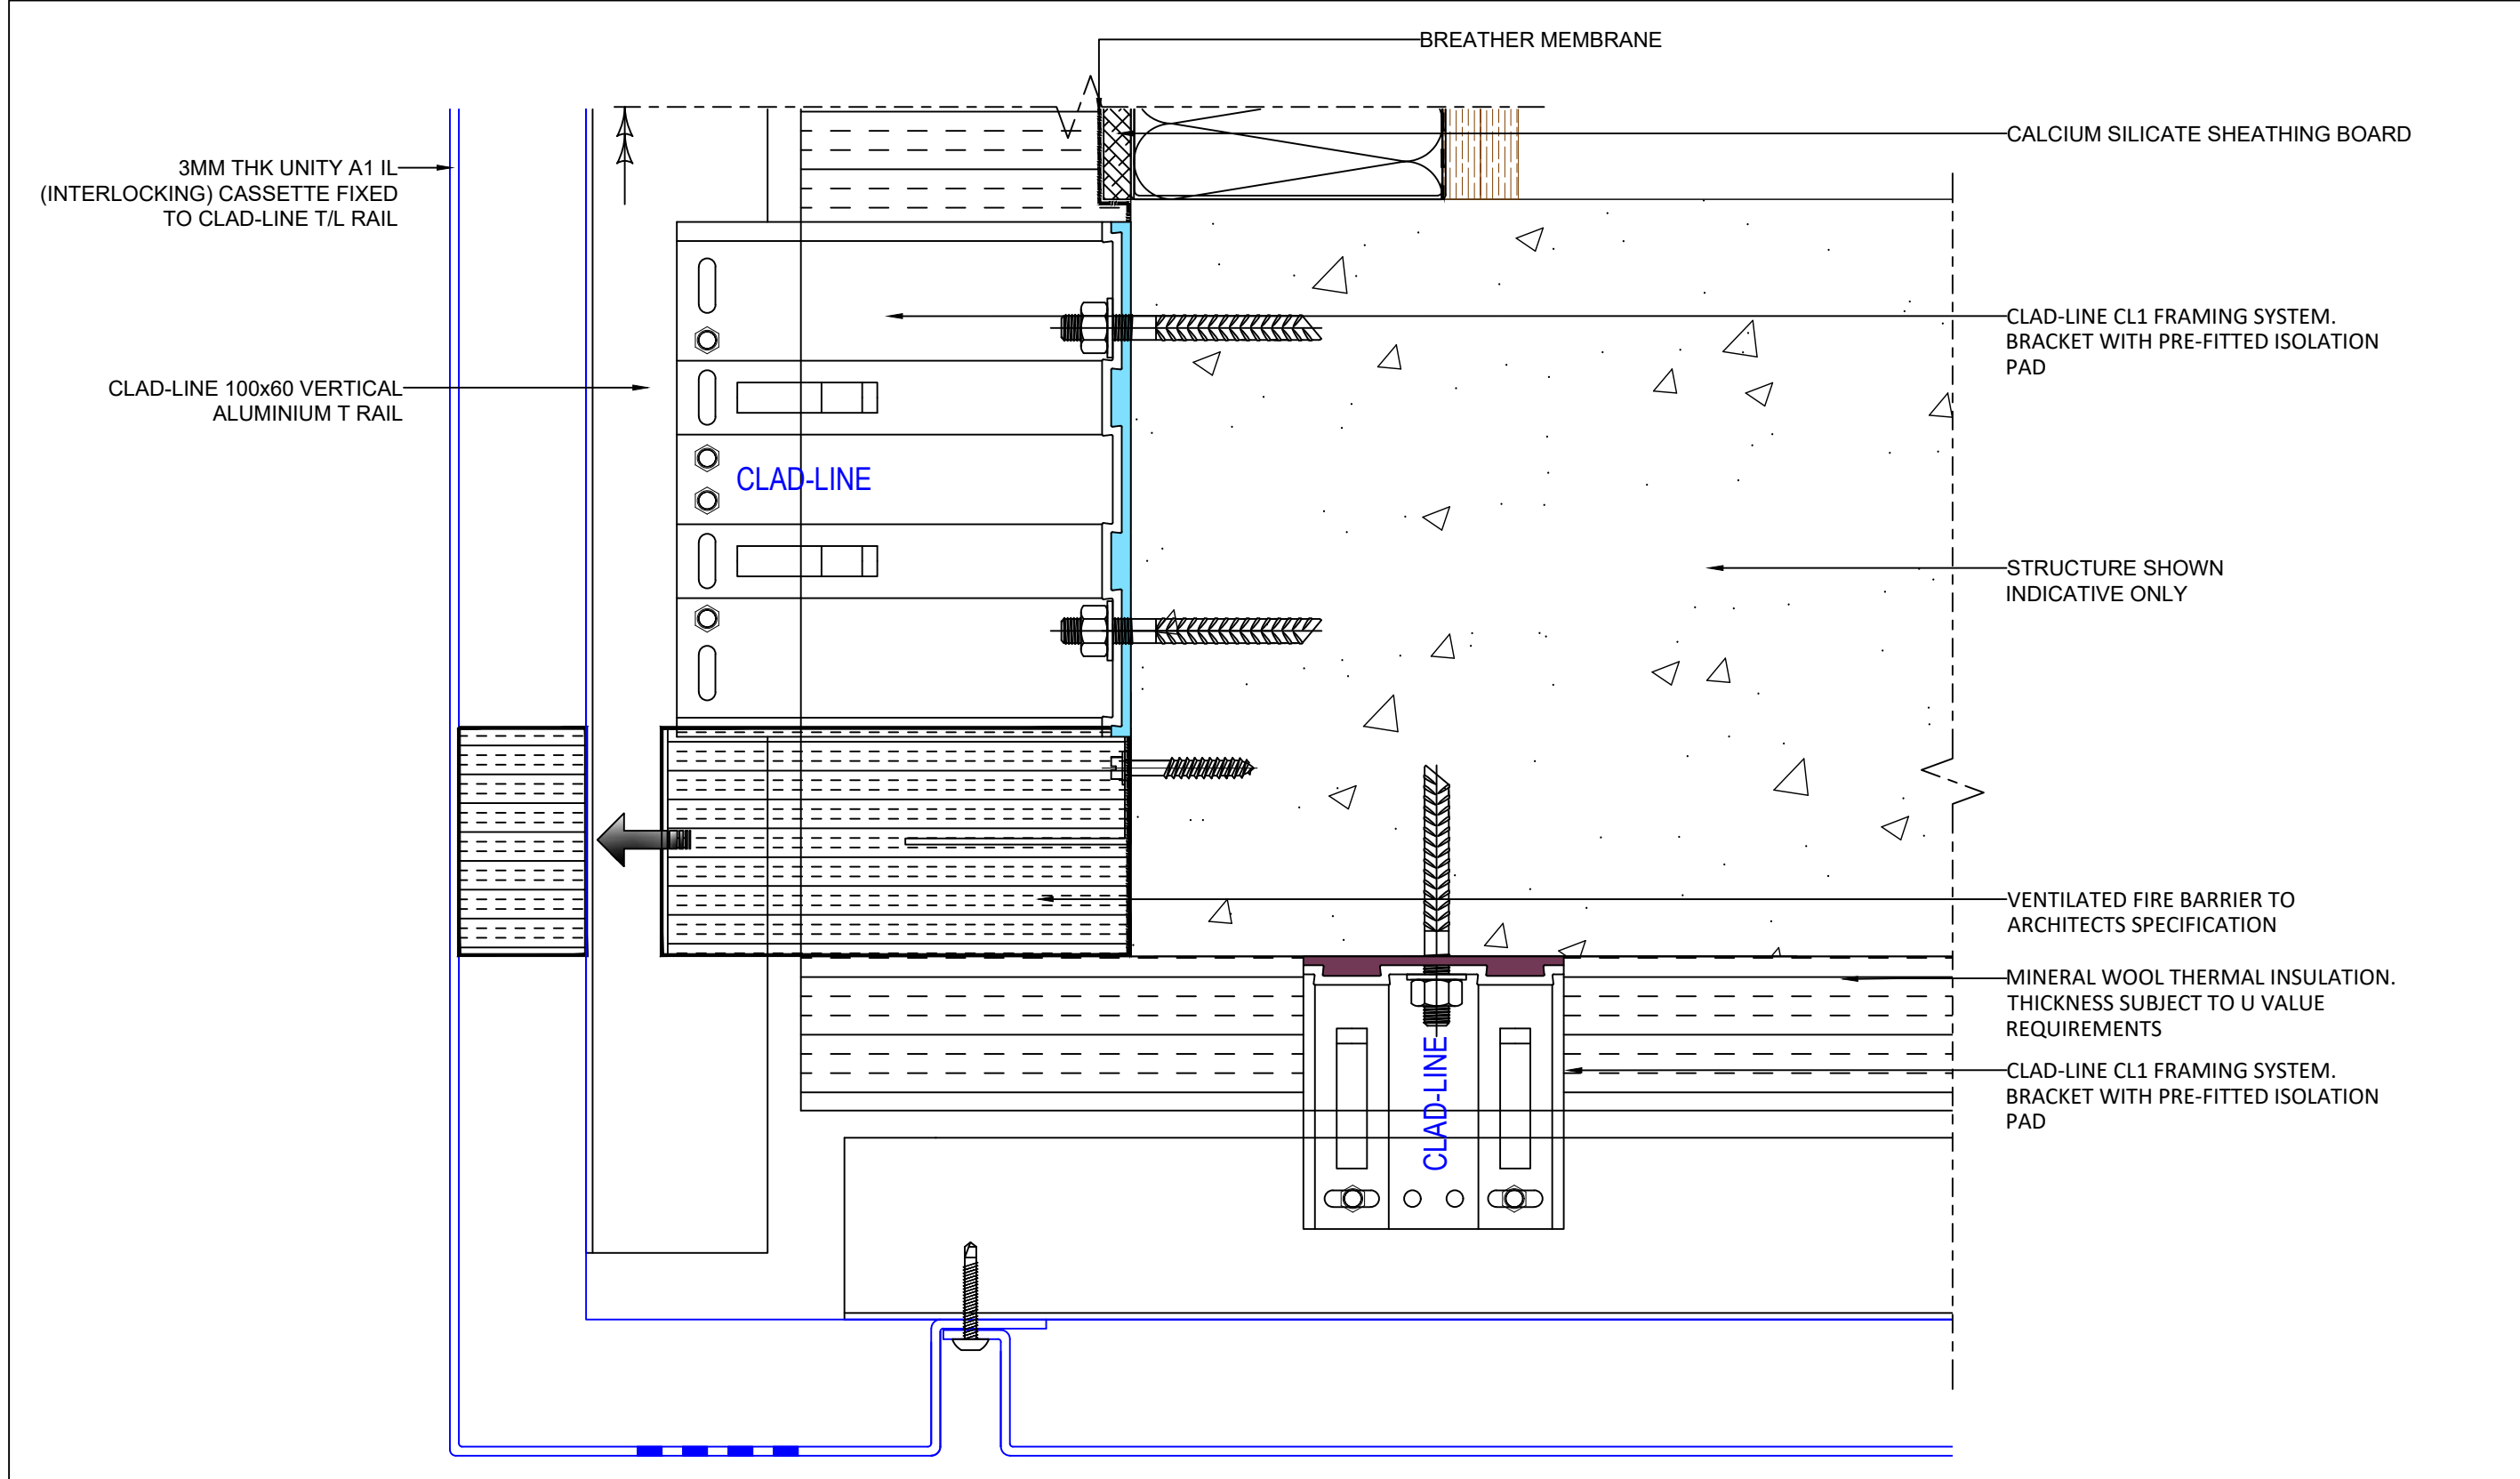 BREATHER MEMBRANE
CALCIUM SILICATE SHEATHING BOARD
3MM THK UNITY A1 IL
(INTERLOCKING) CASSETTE FIXED
TO CLAD-LINE T/L RAIL
CLAD-LINE CL1 FRAMING SYSTEM.
BRACKET WITH PRE-FITTED ISOLATION
PAD
CLAD-LINE 100x60 VERTICAL
ALUMINIUM T RAIL
CLAD-LINE
STRUCTURE SHOWN
INDICATIVE ONLY
VENTILATED FIRE BARRIER TO
ARCHITECTS SPECIFICATION
MINERAL WOOL THERMAL INSULATION.
THICKNESS SUBJECT TO U VALUE
REQUIREMENTS
CLAD-LINE CL1 FRAMING SYSTEM.
BRACKET WITH PRE-FITTED ISOLATION
PAD
CLAD-LINE